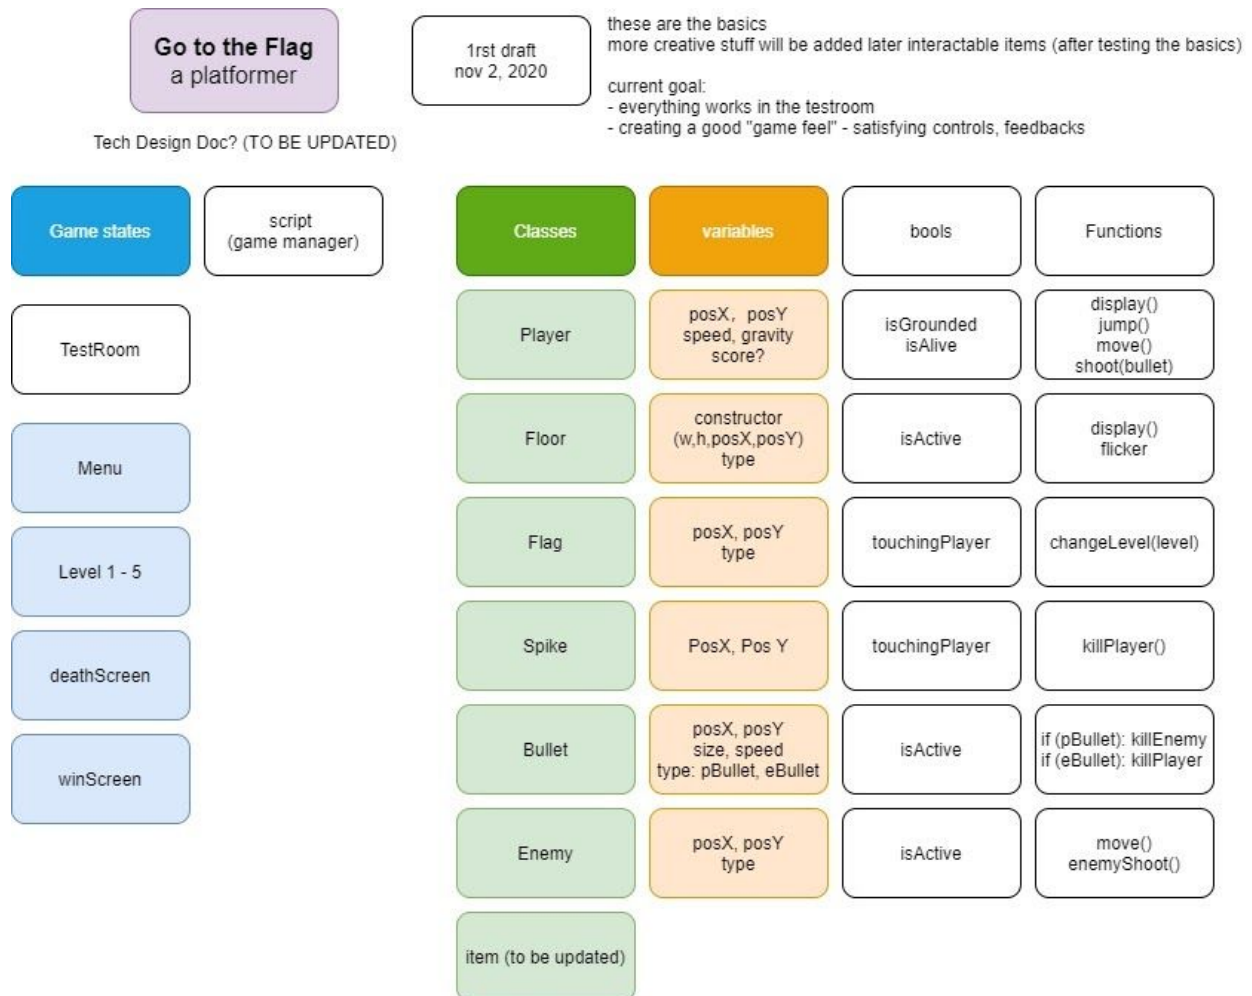 Go to the Flag
a platformer
1rst draft
nov 2, 2020
these are the basics
more creative stuff will be added later interactable items (after testing the basics)
current goal:
- everything works in the testroom
- creating a good "game feel" - satisfying controls, feedbacks
Tech Design Doc? (TO BE UPDATED)
Game states
script
(game manager)
TestRoom
Menu
Level 1 - 5
deathScreen
winScreen
Classes
variables
bools
Functions
Player
posX, posY
speed, gravity
score?
isGrounded
isAlive
display()
jump()
move()
shoot(bullet)
Floor
constructor
(w,h,posX,posY)
type
isActive
display()
flicker
Flag
posX, posY
type
touchingPlayer
changeLevel(level)
Spike
PosX, Pos Y
touchingPlayer
killPlayer()
Bullet
posX, posY
size, speed
type: pBullet, eBullet
isActive
if (pBullet): killEnemy
if (eBullet): killPlayer
Enemy
posX, posY
type
isActive
move()
enemyShoot()
item (to be updated)